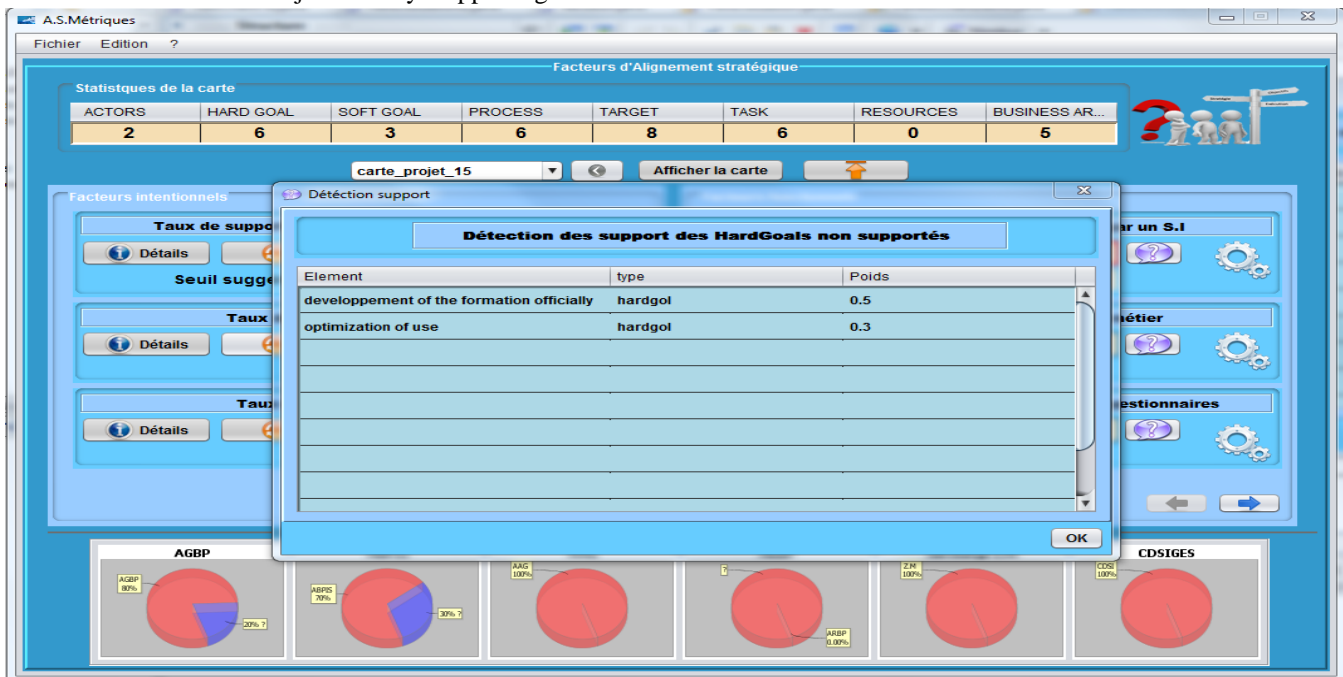 A.S.Métriques
Fichier Edition ?
Facteurs d'Alignement stratégique
Statistques de la carte
ACTORS HARD GOAL SOFT GOAL PROCESS TARGET TASK RESOURCES BUSINESS AR...
2 6 3 6 8 6 0 5
carte_projet_15 Afficher la carte
Facteurs intentionnels
Détéction support
Détection des support des HardGoals non supportés
Element type Poids
developpement of the formation officially hardgol 0.5
optimization of use hardgol 0.3
OK
Taux de suppo
Détails
Seuil sugge
Taux
Détails
Taux
Détails
r un S.I
étier
estionnaires
AGBP CDSIGES
AGBP
80%
20% ?
ABPIS
70%
30% ?
AAG
100%
?
ARBP
0.00%
Z.M
100%
CDSI
100%